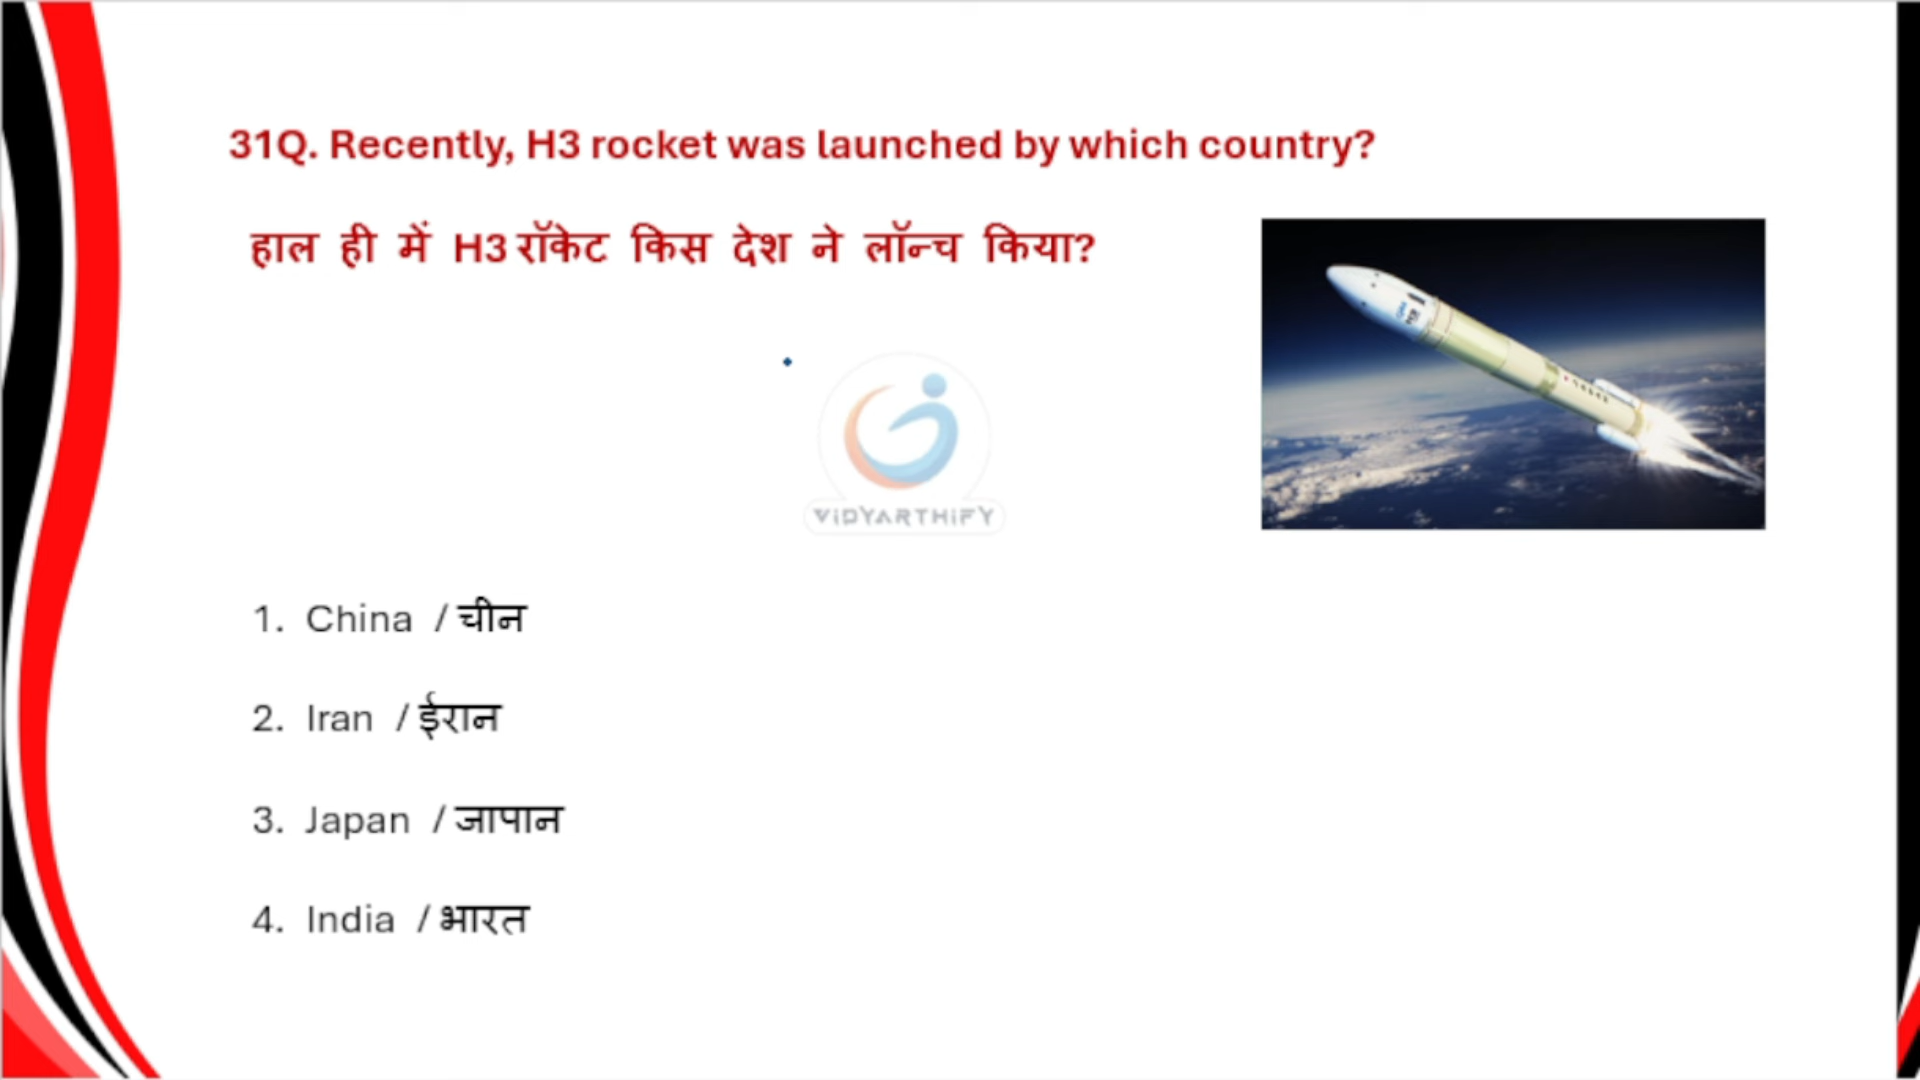 31Q. Recently, H3 rocket was launched by which country?
हाल ही में H3 रॉकेट किस देश ने लॉन्च किया?
ViDYARTHiFY
1. China / चीन
2. Iran / ईरान
3. Japan / जापान
4. India / भारत